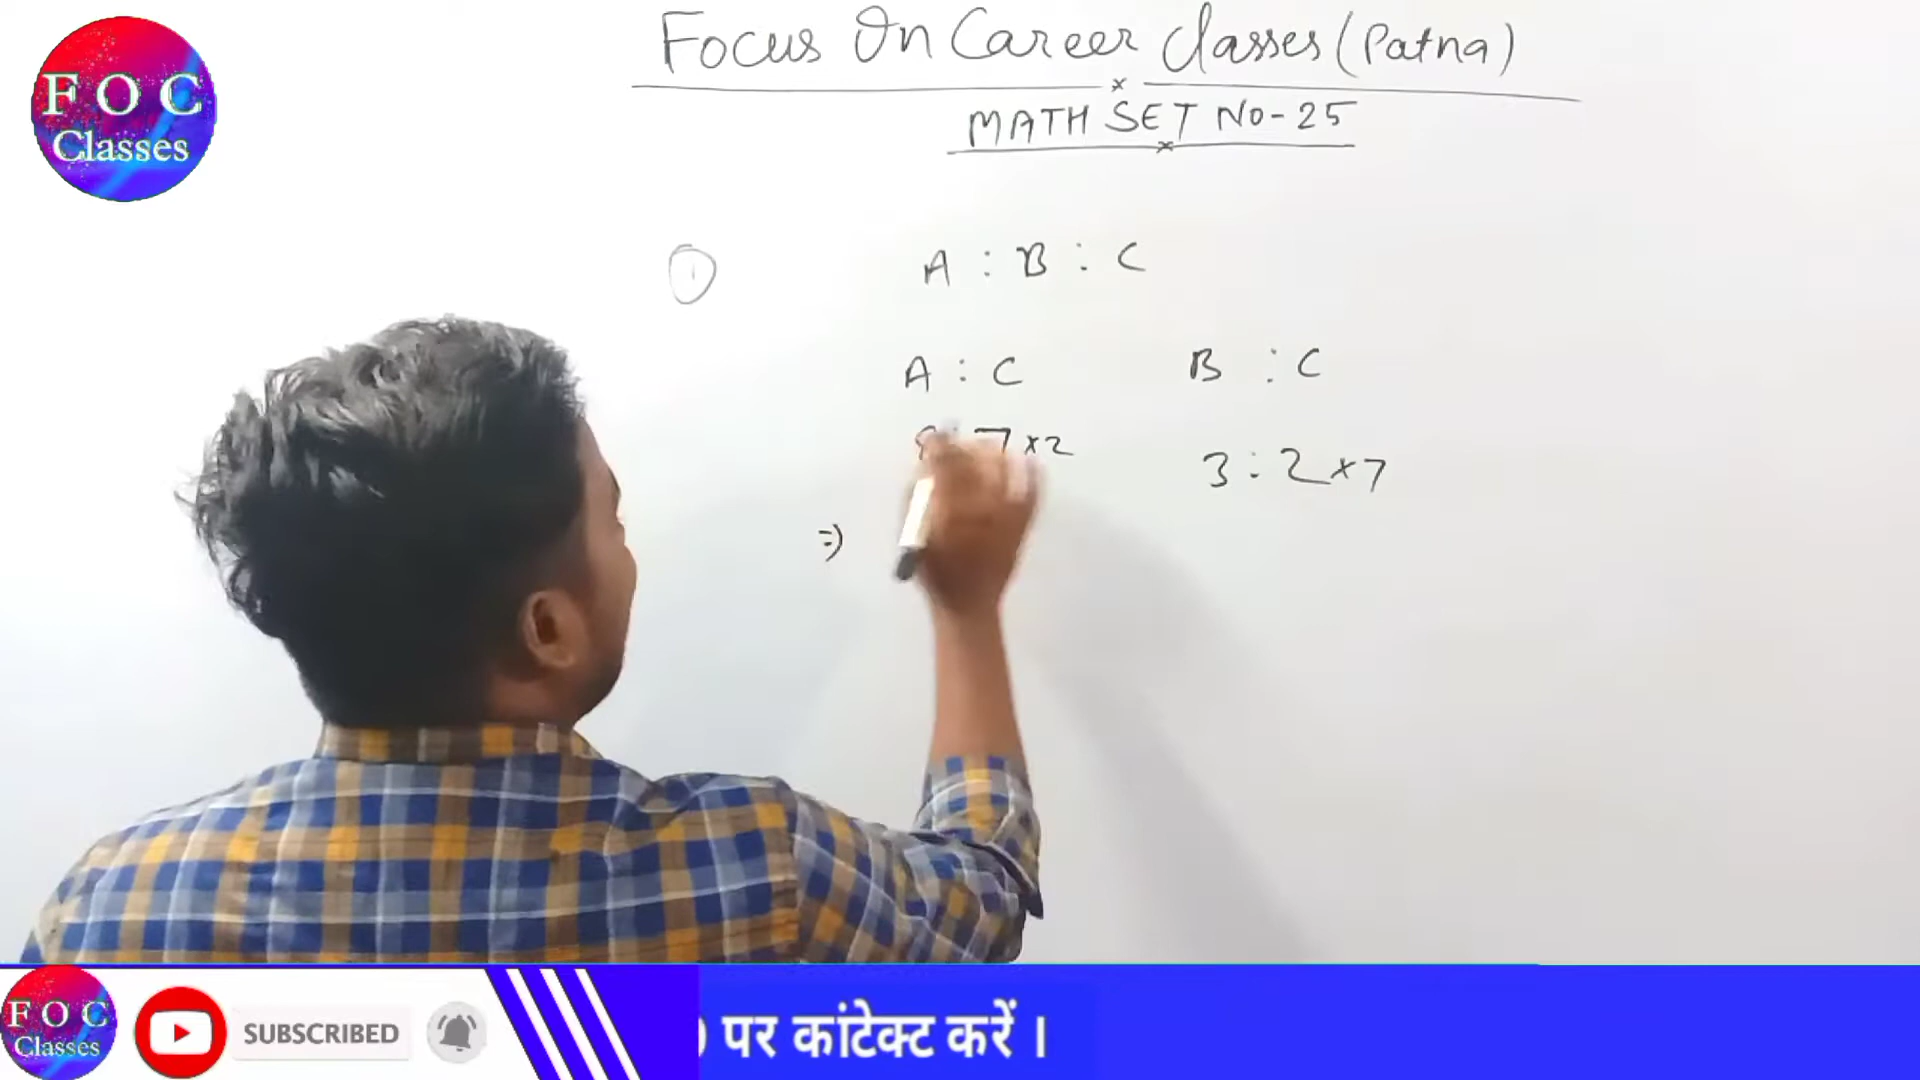 F O C
Classes
Focus On Career Classes (Patna)
MATH SET NO-25
1
A : B : C
A : C
B : C
: 7 x 2
3 : 2 x 7
=>
F O C
Classes
SUBSCRIBED
पर कांटेक्ट करें ।